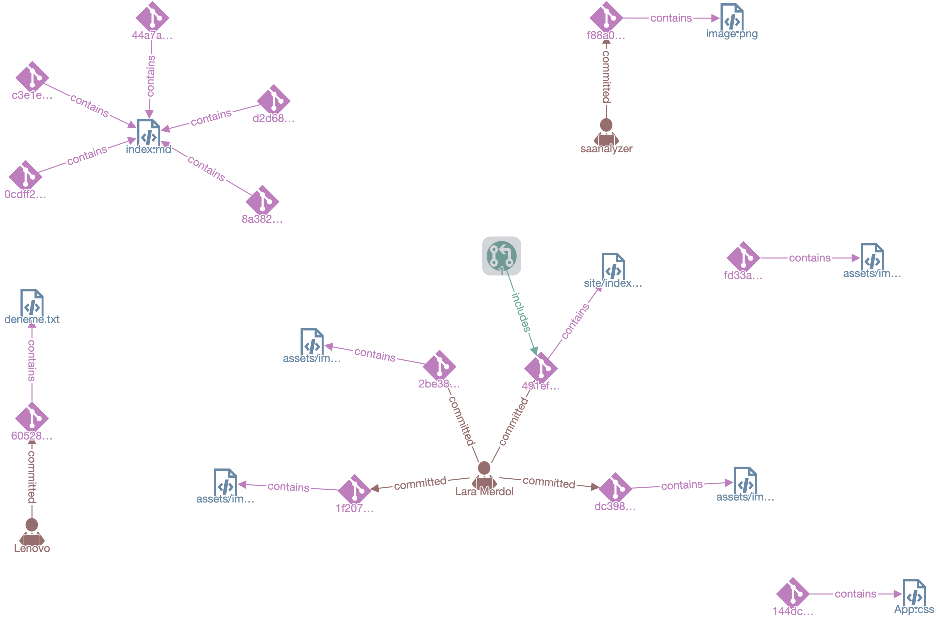 44a7a...
contains
f88a0...
contains
image.png
c3e1e...
contains
d2d68...
contains
index.md
committed
saanalyzer
0cdff2...
contains
contains
8a382...
fd33a...
contains
assets/im...
site/index...
includes
contains
deneme.txt
contains
assets/im...
contains
2be38...
491ef...
60528...
committed
committed
committed
Lenovo
assets/im...
contains
1f207...
committed
Lara Merdol
committed
dc398...
contains
assets/im...
144dc...
contains
App.css